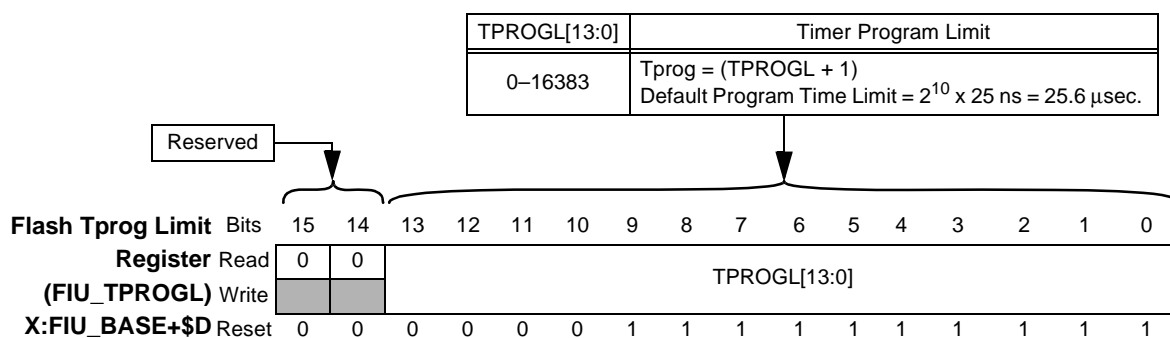 TPROGL[13:0] Timer Program Limit
0–16383 Tprog = (TPROGL + 1)
Default Program Time Limit = 2^10 x 25 ns = 25.6 μsec.
Reserved
Flash Tprog Limit Bits 15 14 13 12 11 10 9 8 7 6 5 4 3 2 1 0
Register Read 0 0 TPROGL[13:0]
(FIU_TPROGL) Write
X:FIU_BASE+$D Reset 0 0 0 0 0 0 1 1 1 1 1 1 1 1 1 1